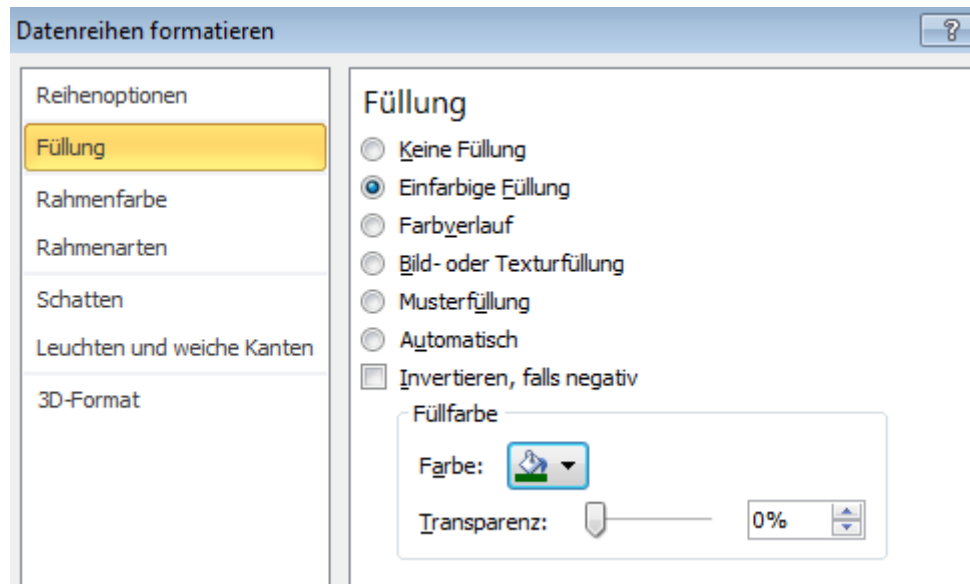 Datenreihen formatieren
?
Reihenoptionen
Füllung
Rahmenfarbe
Rahmenarten
Schatten
Leuchten und weiche Kanten
3D-Format
Füllung
Keine Füllung
Einfarbige Füllung
Farbverlauf
Bild- oder Texturfüllung
Musterfüllung
Automatisch
Invertieren, falls negativ
Füllfarbe
Farbe:
Transparenz: 0%